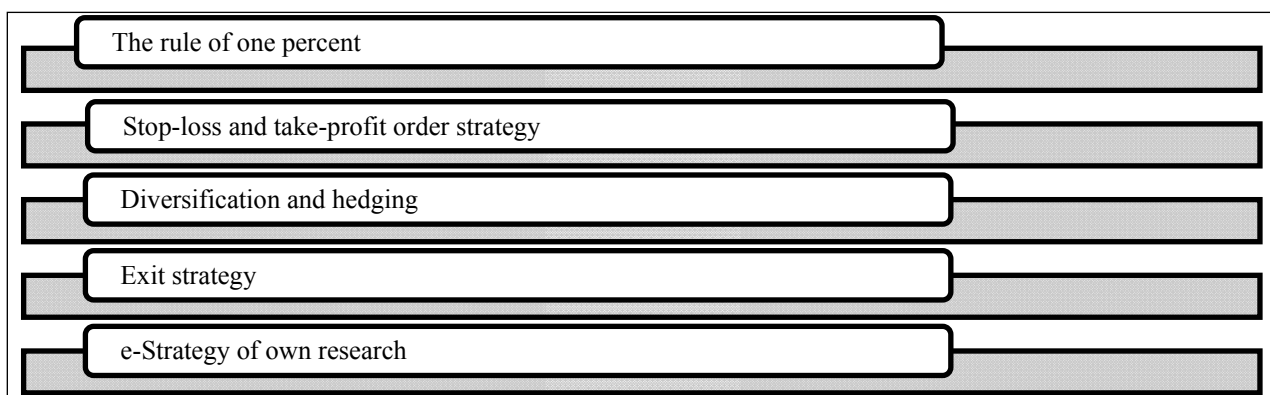 The rule of one percent
Stop-loss and take-profit order strategy
Diversification and hedging
Exit strategy
e-Strategy of own research